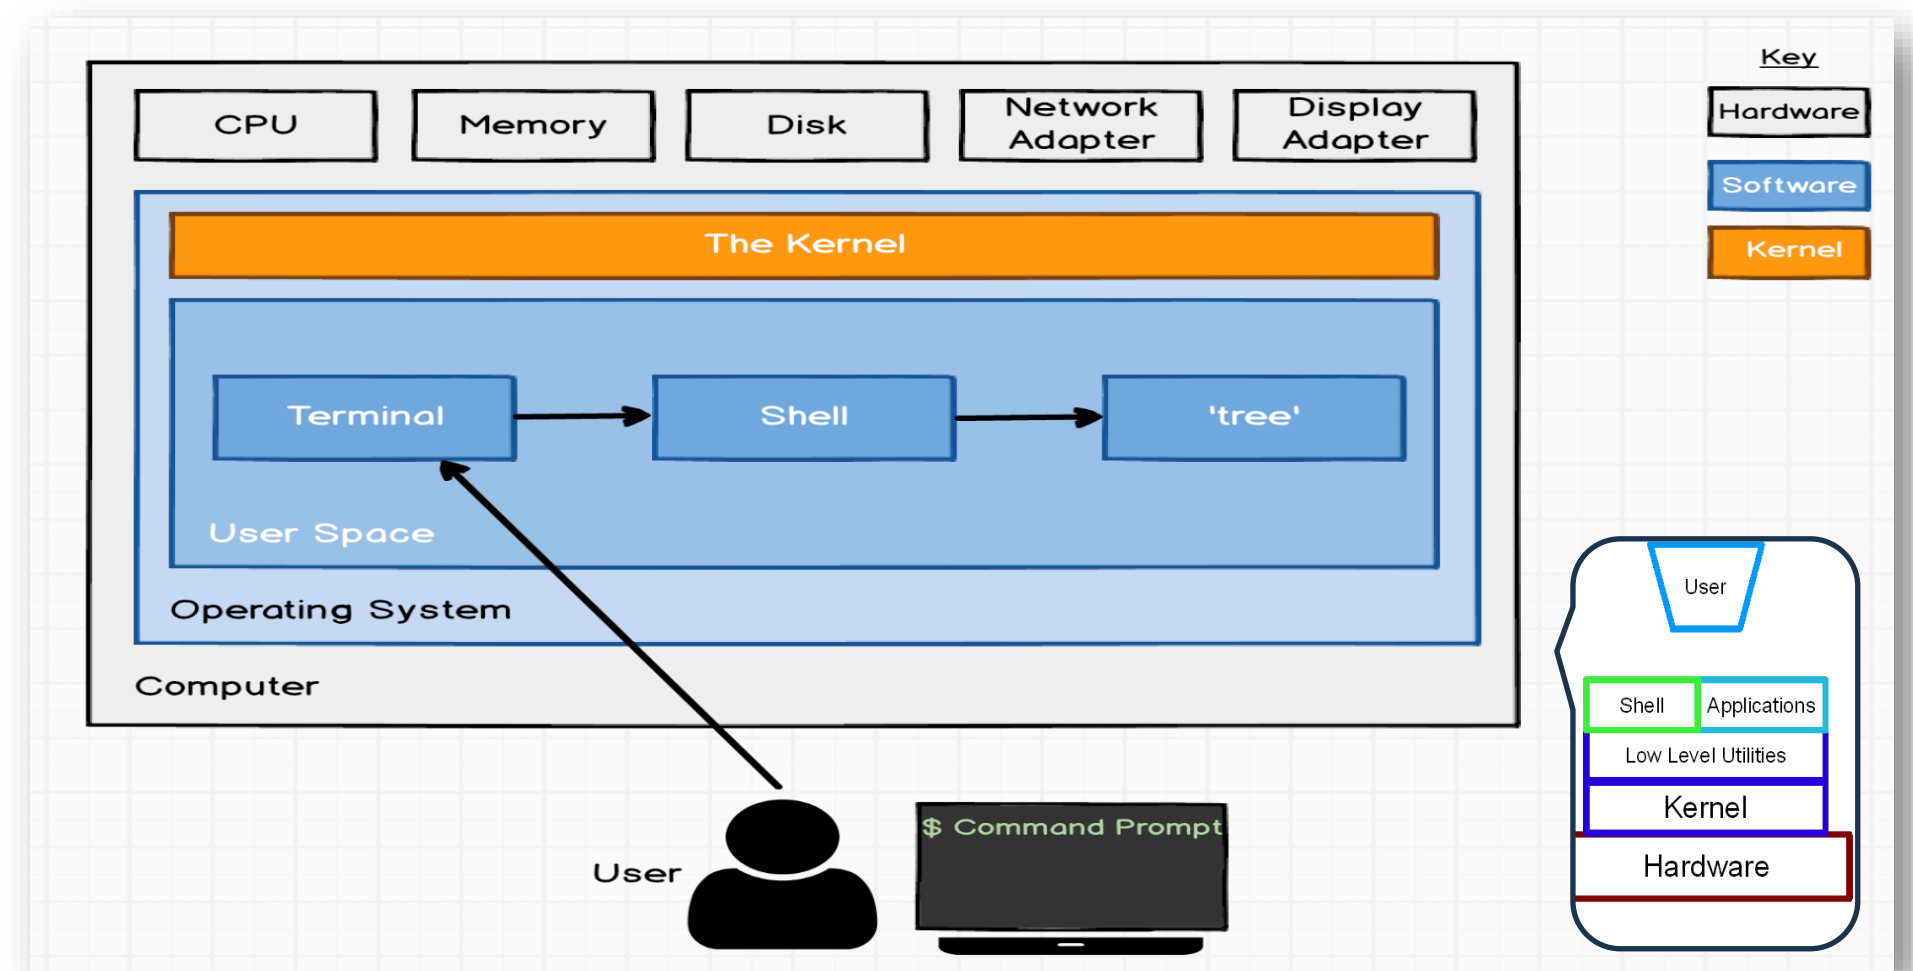 Key
CPU
Memory
Disk
Network
Adapter
Display
Adapter
Hardware
Software
Kernel
The Kernel
Terminal
Shell
'tree'
User Space
Operating System
Computer
User
$ Command Prompt
User
Shell
Applications
Low Level Utilities
Kernel
Hardware